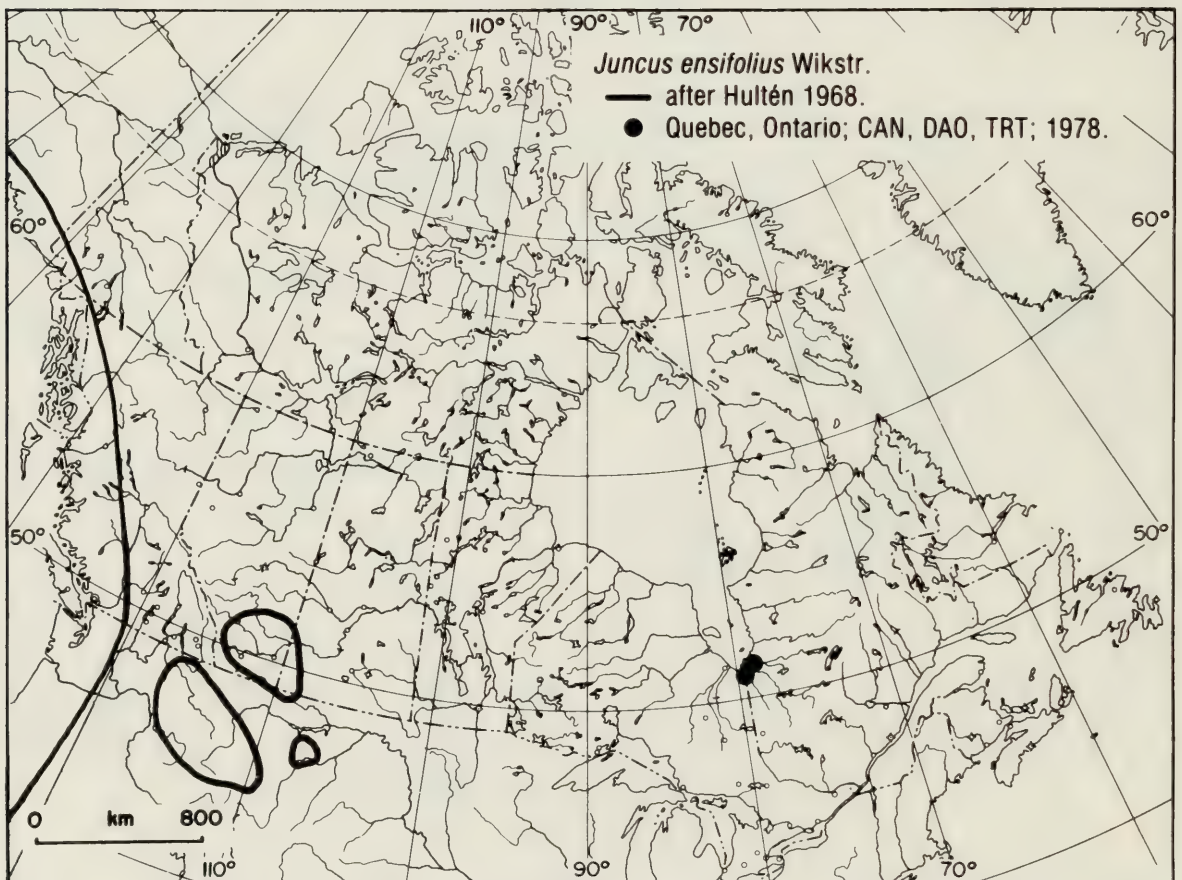 110° 90° 70°
Juncus ensifolius Wikstr.
after Hultén 1968.
Quebec, Ontario; CAN, DAO, TRT; 1978.
60° 60°
50° 50°
0 km 800
110° 90° 70°